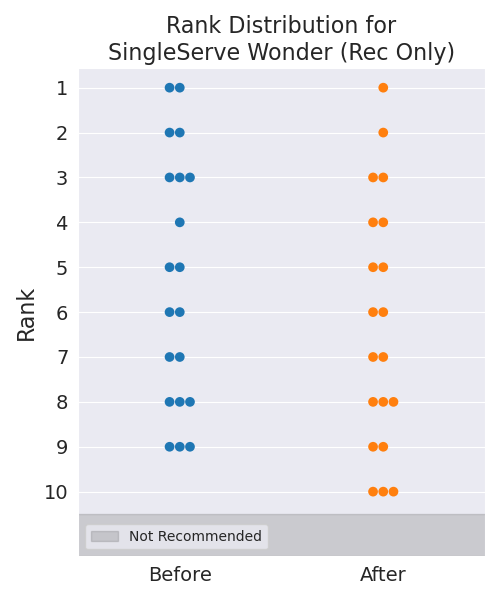 Rank Distribution for
SingleServe Wonder (Rec Only)
Rank
1
2
3
4
5
6
7
8
9
10
Not Recommended
Before
After